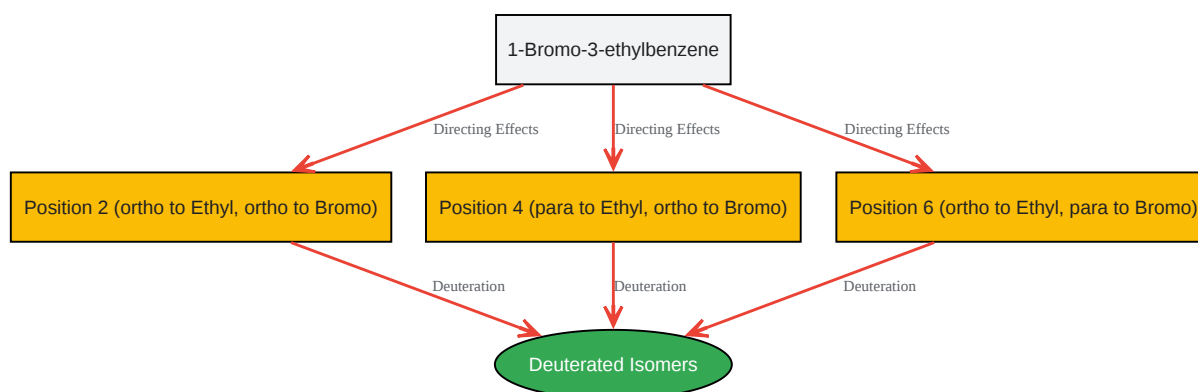 1-Bromo-3-ethylbenzene
Directing Effects
Directing Effects
Directing Effects
Position 2 (ortho to Ethyl, ortho to Bromo)
Position 4 (para to Ethyl, ortho to Bromo)
Position 6 (ortho to Ethyl, para to Bromo)
Deuteration
Deuteration
Deuteration
Deuterated Isomers